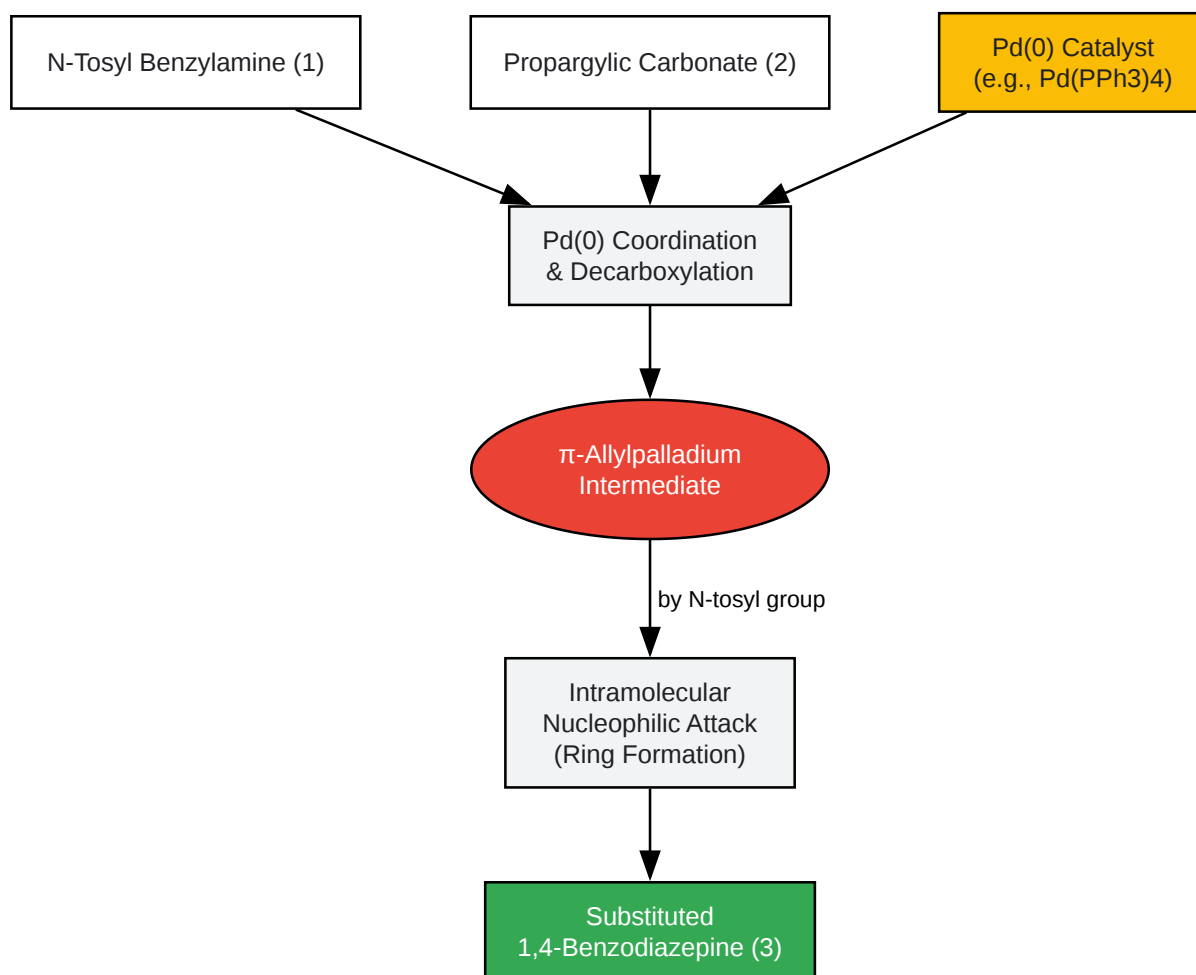 N-Tosyl Benzylamine (1)
Propargylic Carbonate (2)
Pd(0) Catalyst
(e.g., Pd(PPh3)4)
Pd(0) Coordination
& Decarboxylation
π-Allylpalladium
Intermediate
by N-tosyl group
Intramolecular
Nucleophilic Attack
(Ring Formation)
Substituted
1,4-Benzodiazepine (3)